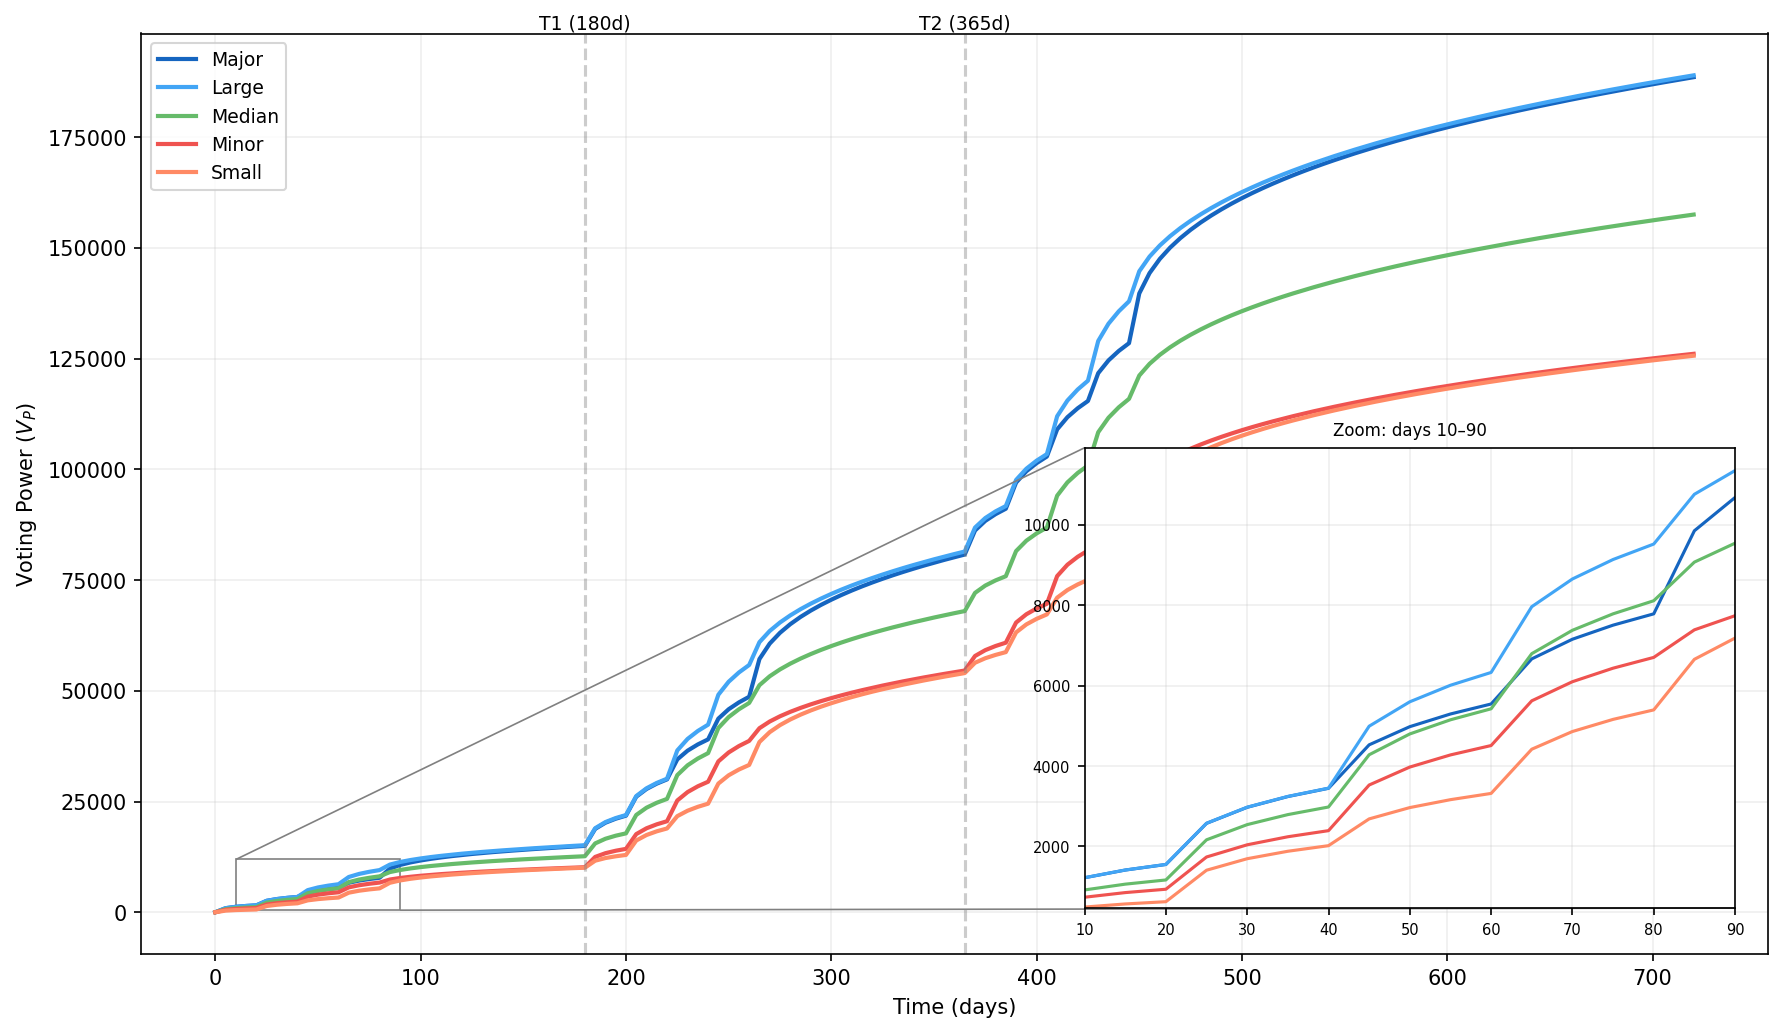 T1 (180d) T2 (365d)
Major
Large
Median
Minor
Small
Voting Power (V_P)
175000
150000
125000
100000
75000
50000
25000
0
Zoom: days 10–90
10000
8000
6000
4000
2000
10 20 30 40 50 60 70 80 90
0 100 200 300 400 500 600 700
Time (days)